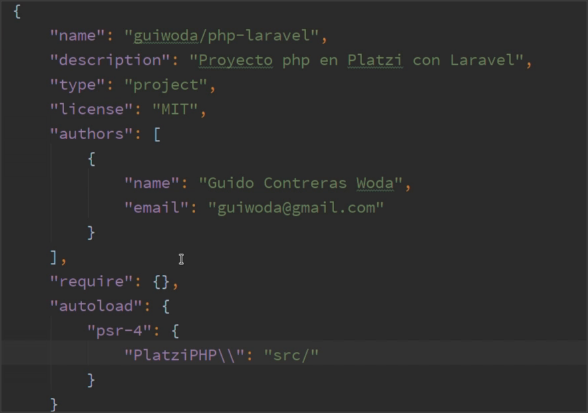 {
"name": "guiwoda/php-laravel",
"description": "Proyecto php en Platzi con Laravel",
"type": "project",
"license": "MIT",
"authors": [
{
"name": "Guido Contreras Woda",
"email": "guiwoda@gmail.com"
}
],
"require": {},
"autoload": {
"psr-4": {
"PlatziPHP\\": "src/"
}
}